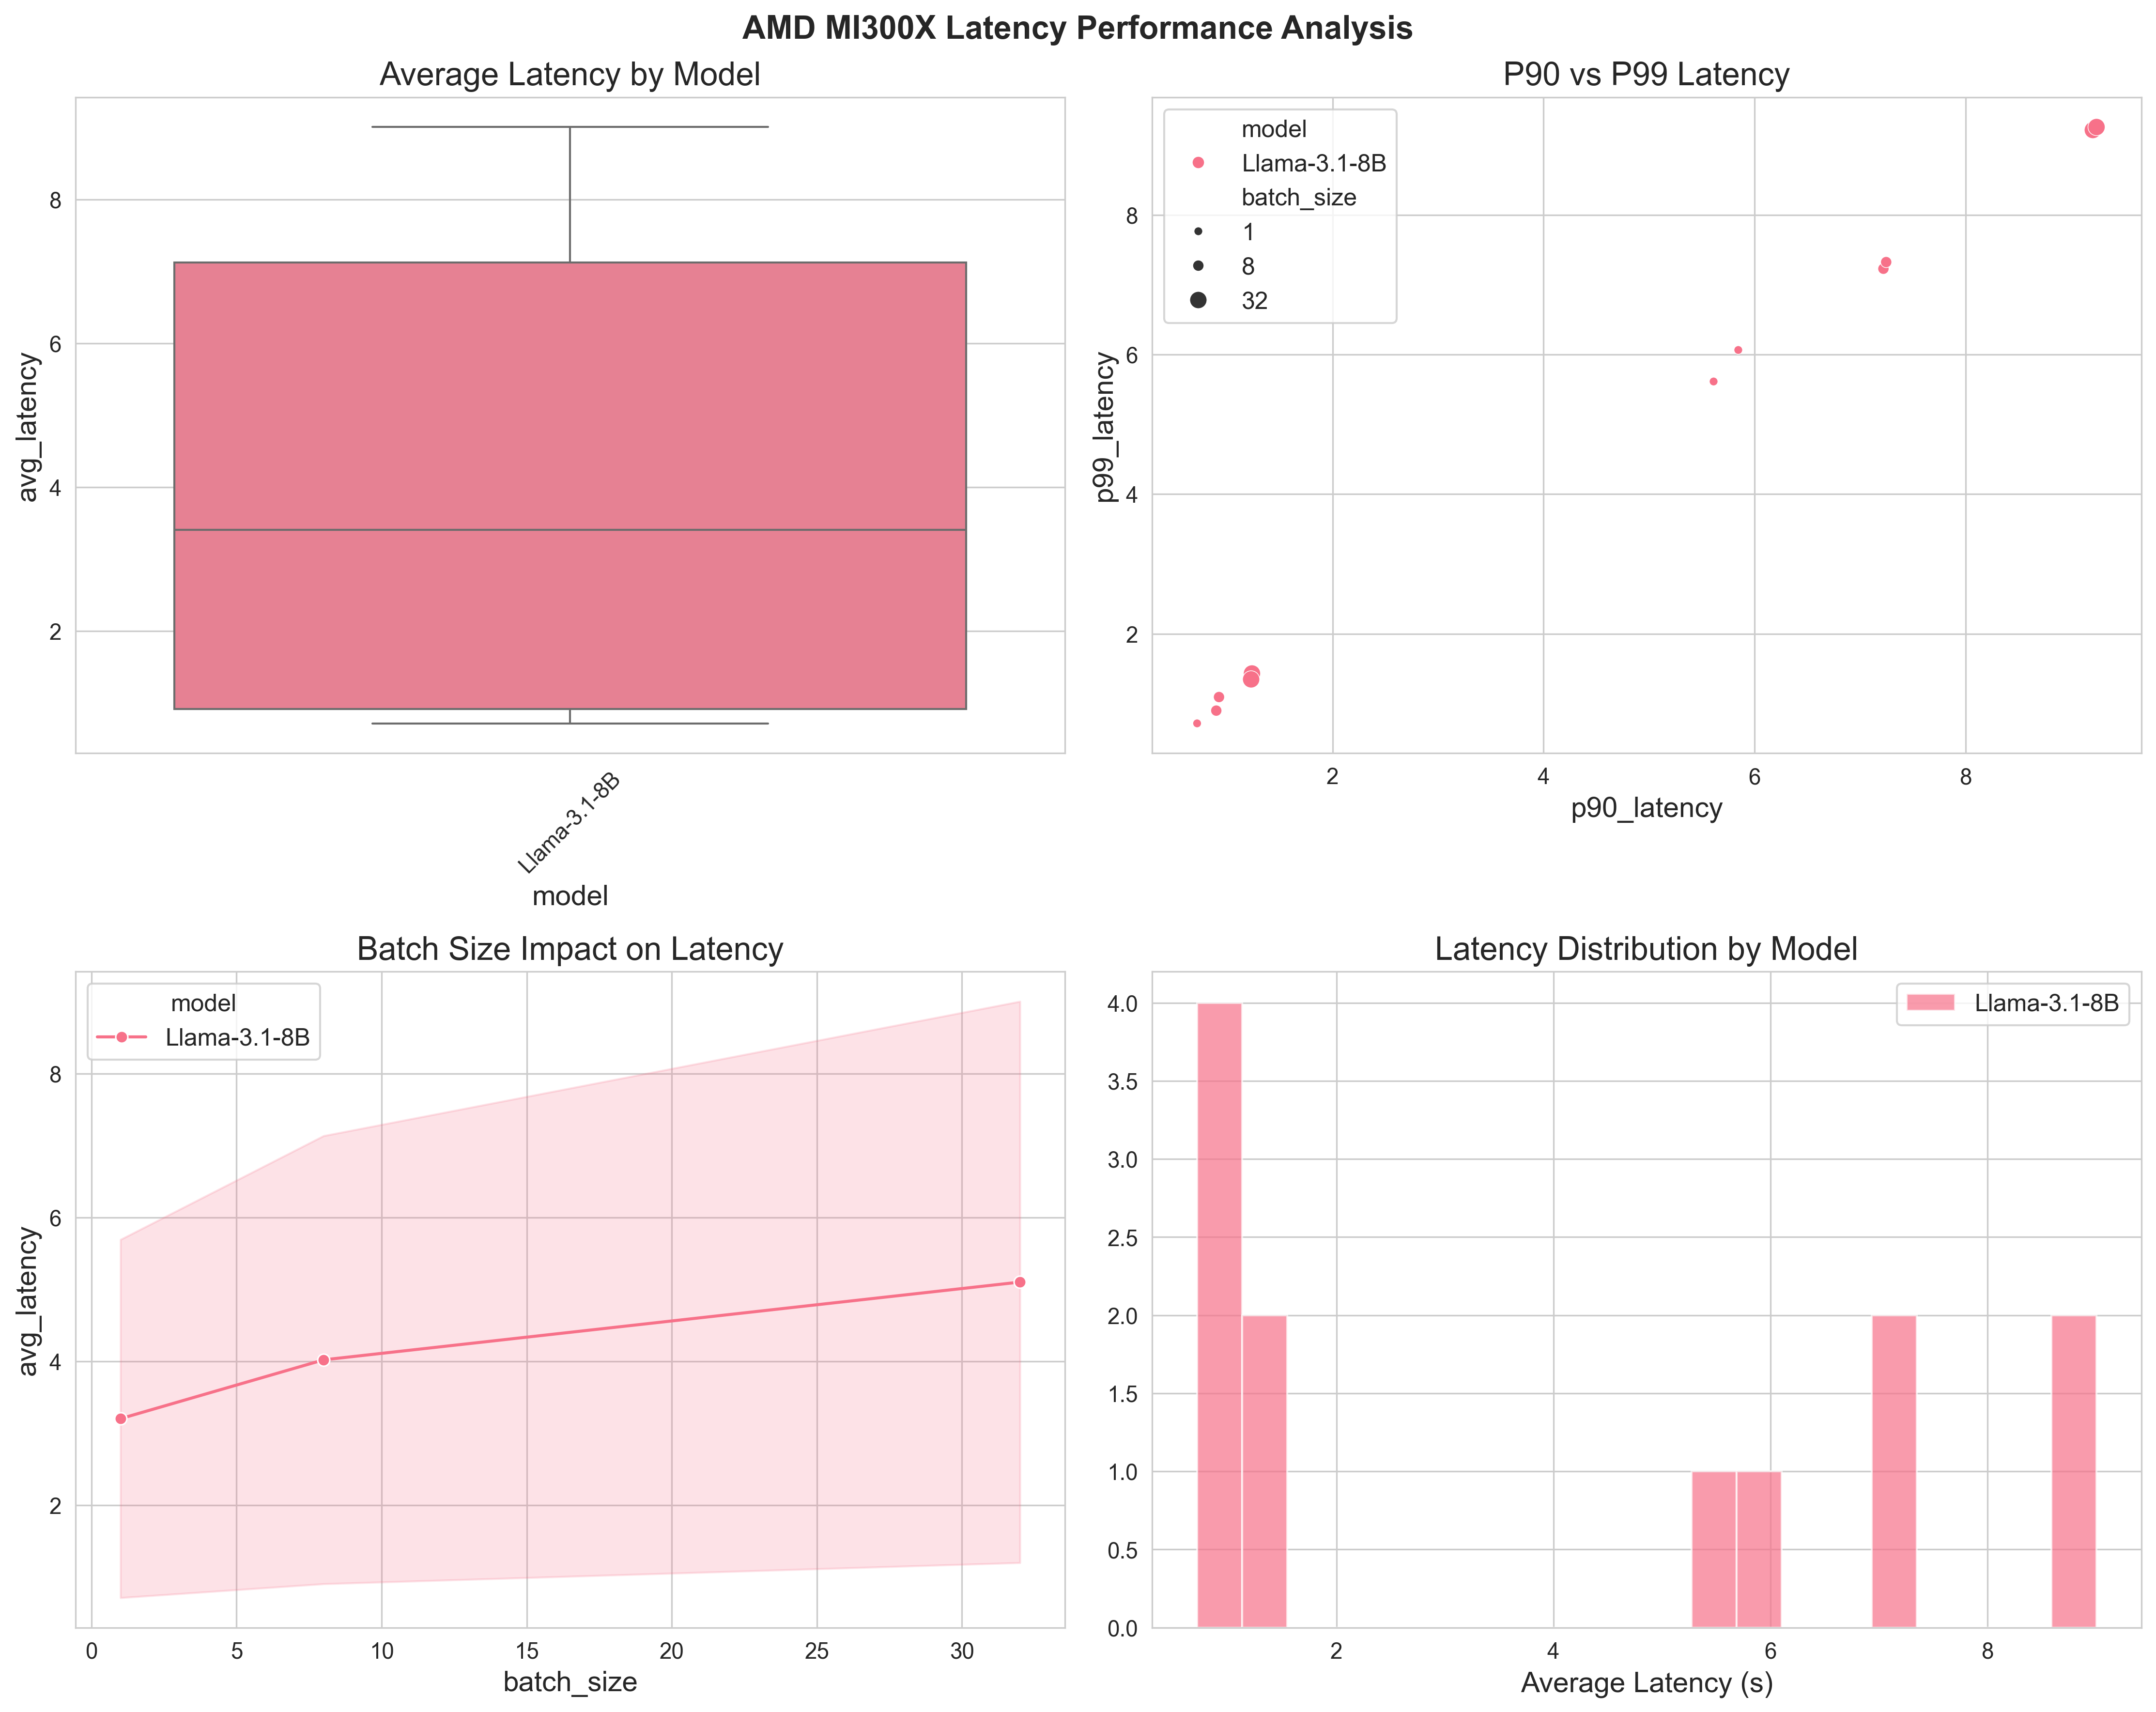 AMD MI300X Latency Performance Analysis
Average Latency by Model
avg_latency
8
6
4
2
Llama-3.1-8B
model
P90 vs P99 Latency
model
Llama-3.1-8B
batch_size
1
8
32
p99_latency
8
6
4
2
2 4 6 8
p90_latency
Batch Size Impact on Latency
model
Llama-3.1-8B
avg_latency
8
6
4
2
0 5 10 15 20 25 30
batch_size
Latency Distribution by Model
Llama-3.1-8B
4.0
3.5
3.0
2.5
2.0
1.5
1.0
0.5
0.0
2 4 6 8
Average Latency (s)